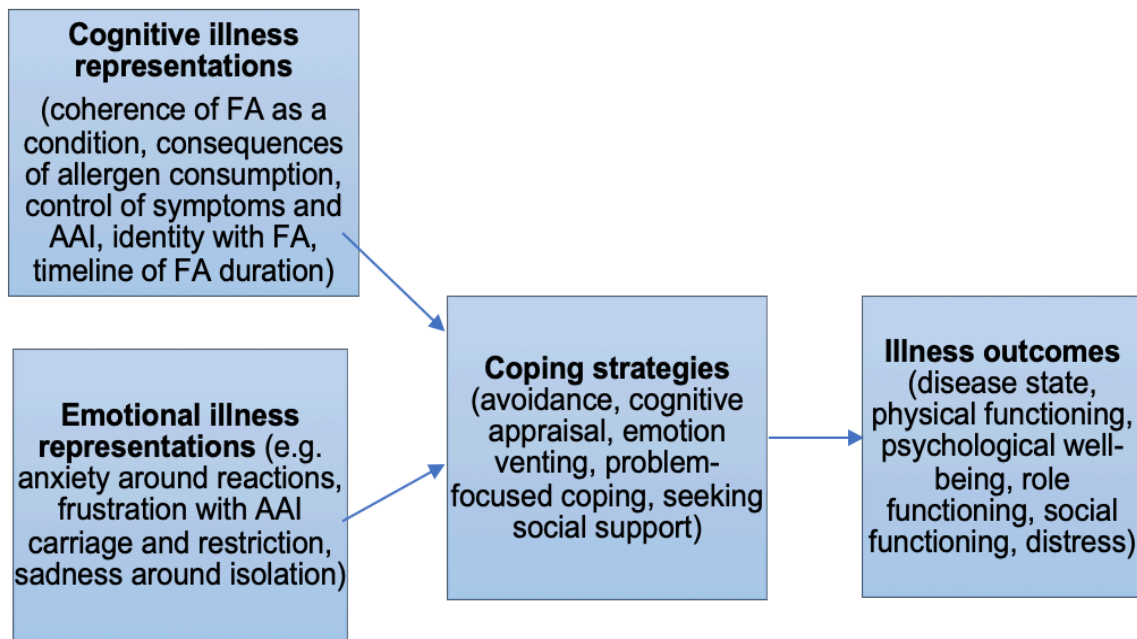 Cognitive illness
representations
(coherence of FA as a
condition, consequences
of allergen consumption,
control of symptoms and
AAI, identity with FA,
timeline of FA duration)
Emotional illness
representations (e.g.
anxiety around reactions,
frustration with AAI
carriage and restriction,
sadness around isolation)
Coping strategies
(avoidance, cognitive
appraisal, emotion
venting, problem-
focused coping, seeking
social support)
Illness outcomes
(disease state,
physical functioning,
psychological well-
being, role
functioning, social
functioning, distress)